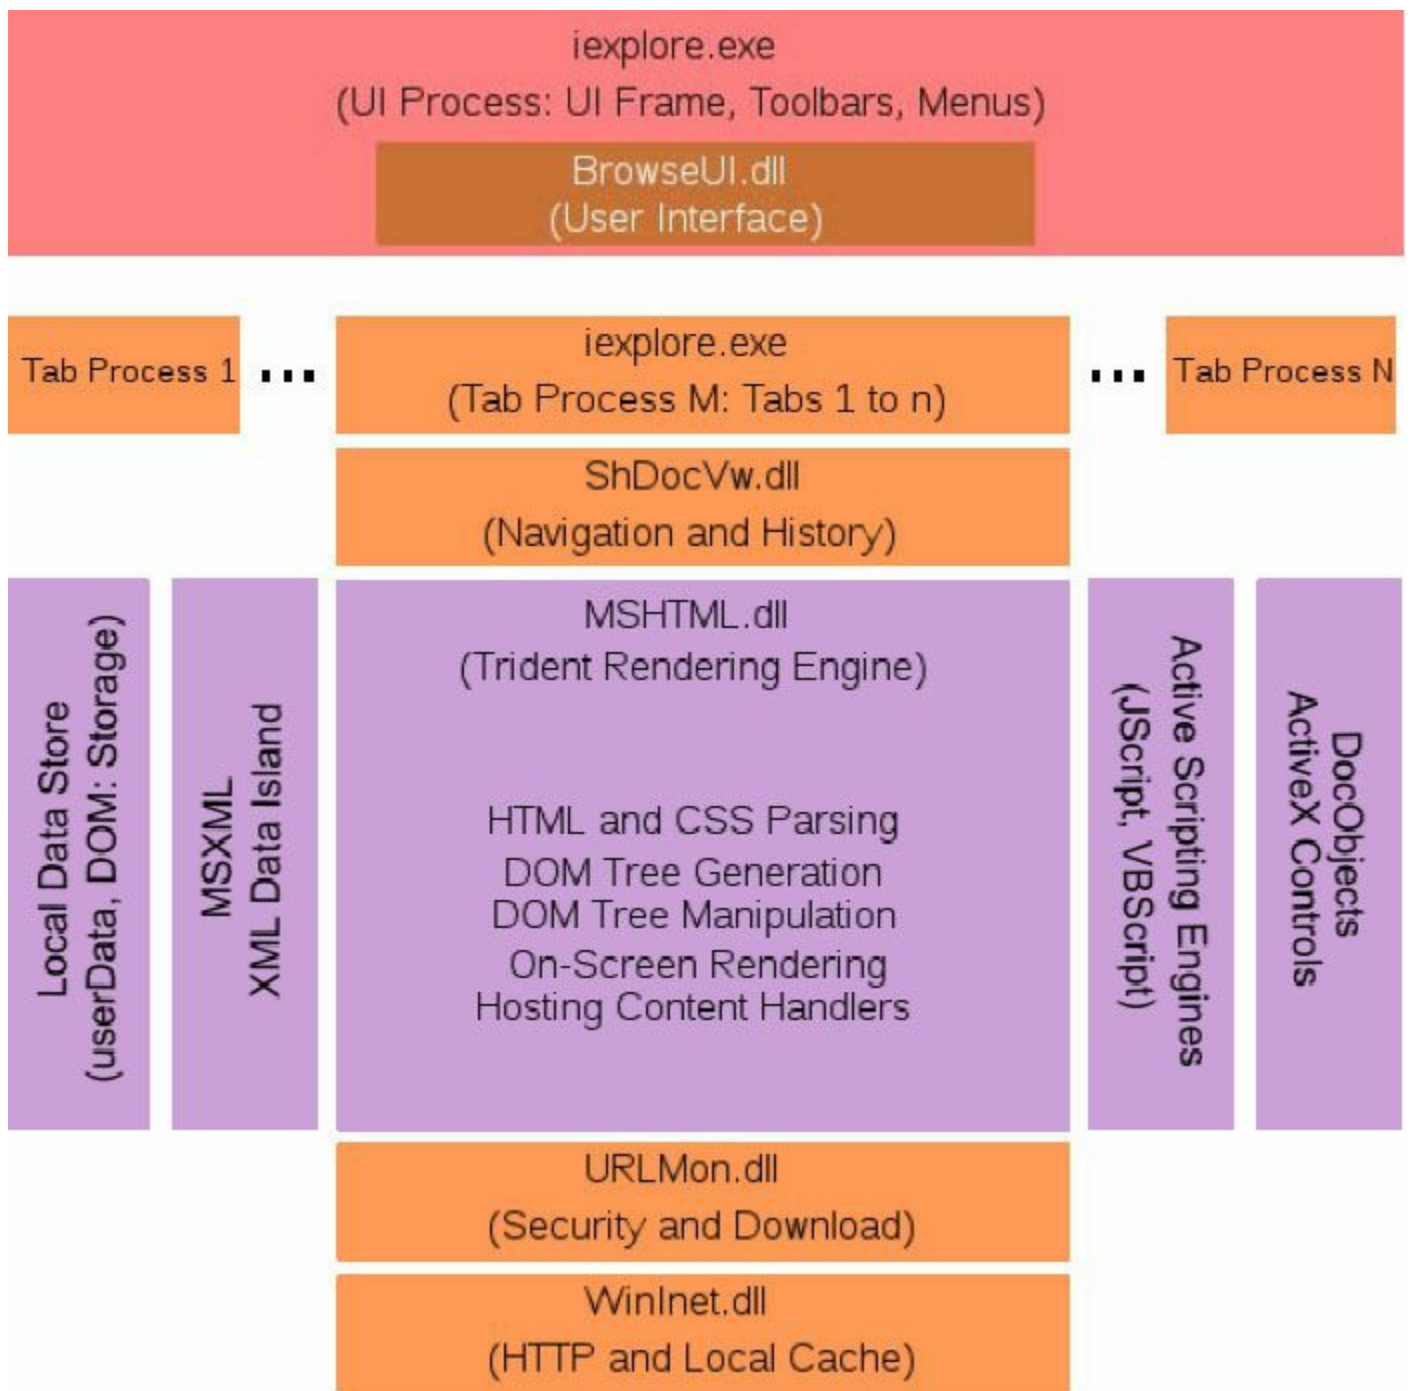 iexplore.exe
(UI Process: UI Frame, Toolbars, Menus)
BrowseUI.dll
(User Interface)
Tab Process 1
...
iexplore.exe
(Tab Process M: Tabs 1 to n)
...
Tab Process N
ShDocVw.dll
(Navigation and History)
Local Data Store
(userData, DOM: Storage)
MSXML
XML Data Island
MSHTML.dll
(Trident Rendering Engine)
HTML and CSS Parsing
DOM Tree Generation
DOM Tree Manipulation
On-Screen Rendering
Hosting Content Handlers
Active Scripting Engines
(JScript, VBScript)
DocObjects
ActiveX Controls
URLMon.dll
(Security and Download)
WinInet.dll
(HTTP and Local Cache)